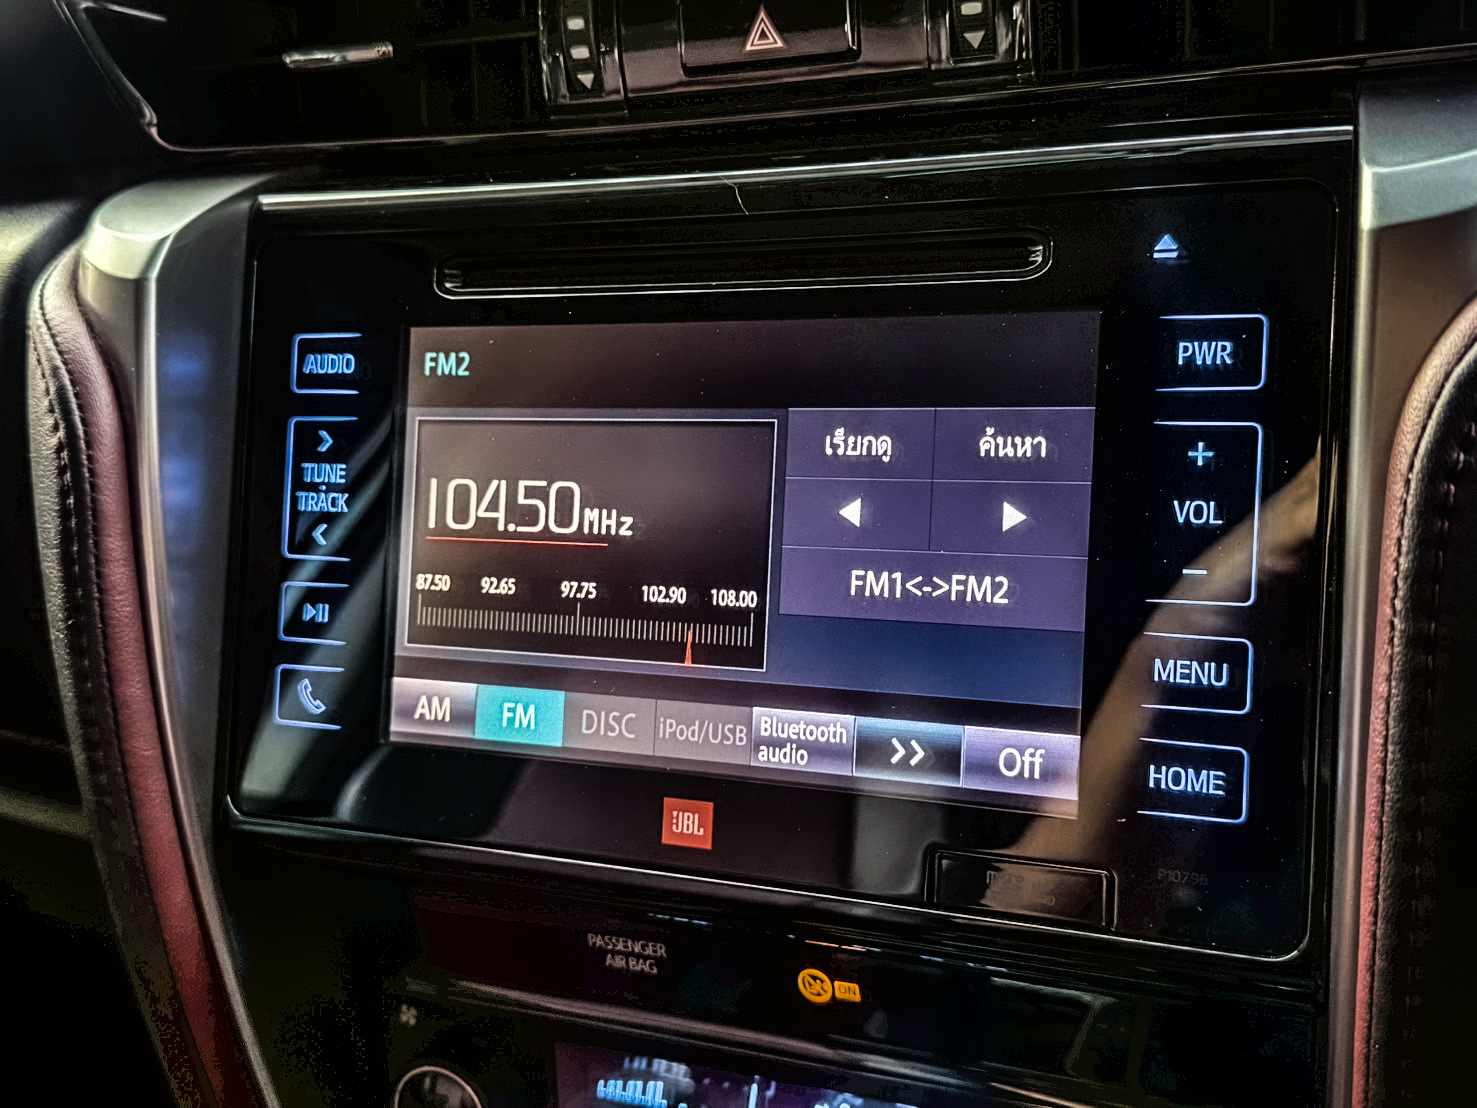 AUDIO
TUNE
TRACK
FM2
104.50MHz
87.50 92.65 97.75 102.90 108.00
เรียกดู
ค้นหา
FM1<->FM2
AM
FM
DISC
iPod/USB
Bluetooth
audio
>>
Off
PWR
+
VOL
-
MENU
HOME
JBL
P10796
PASSENGER
AIR BAG
ON